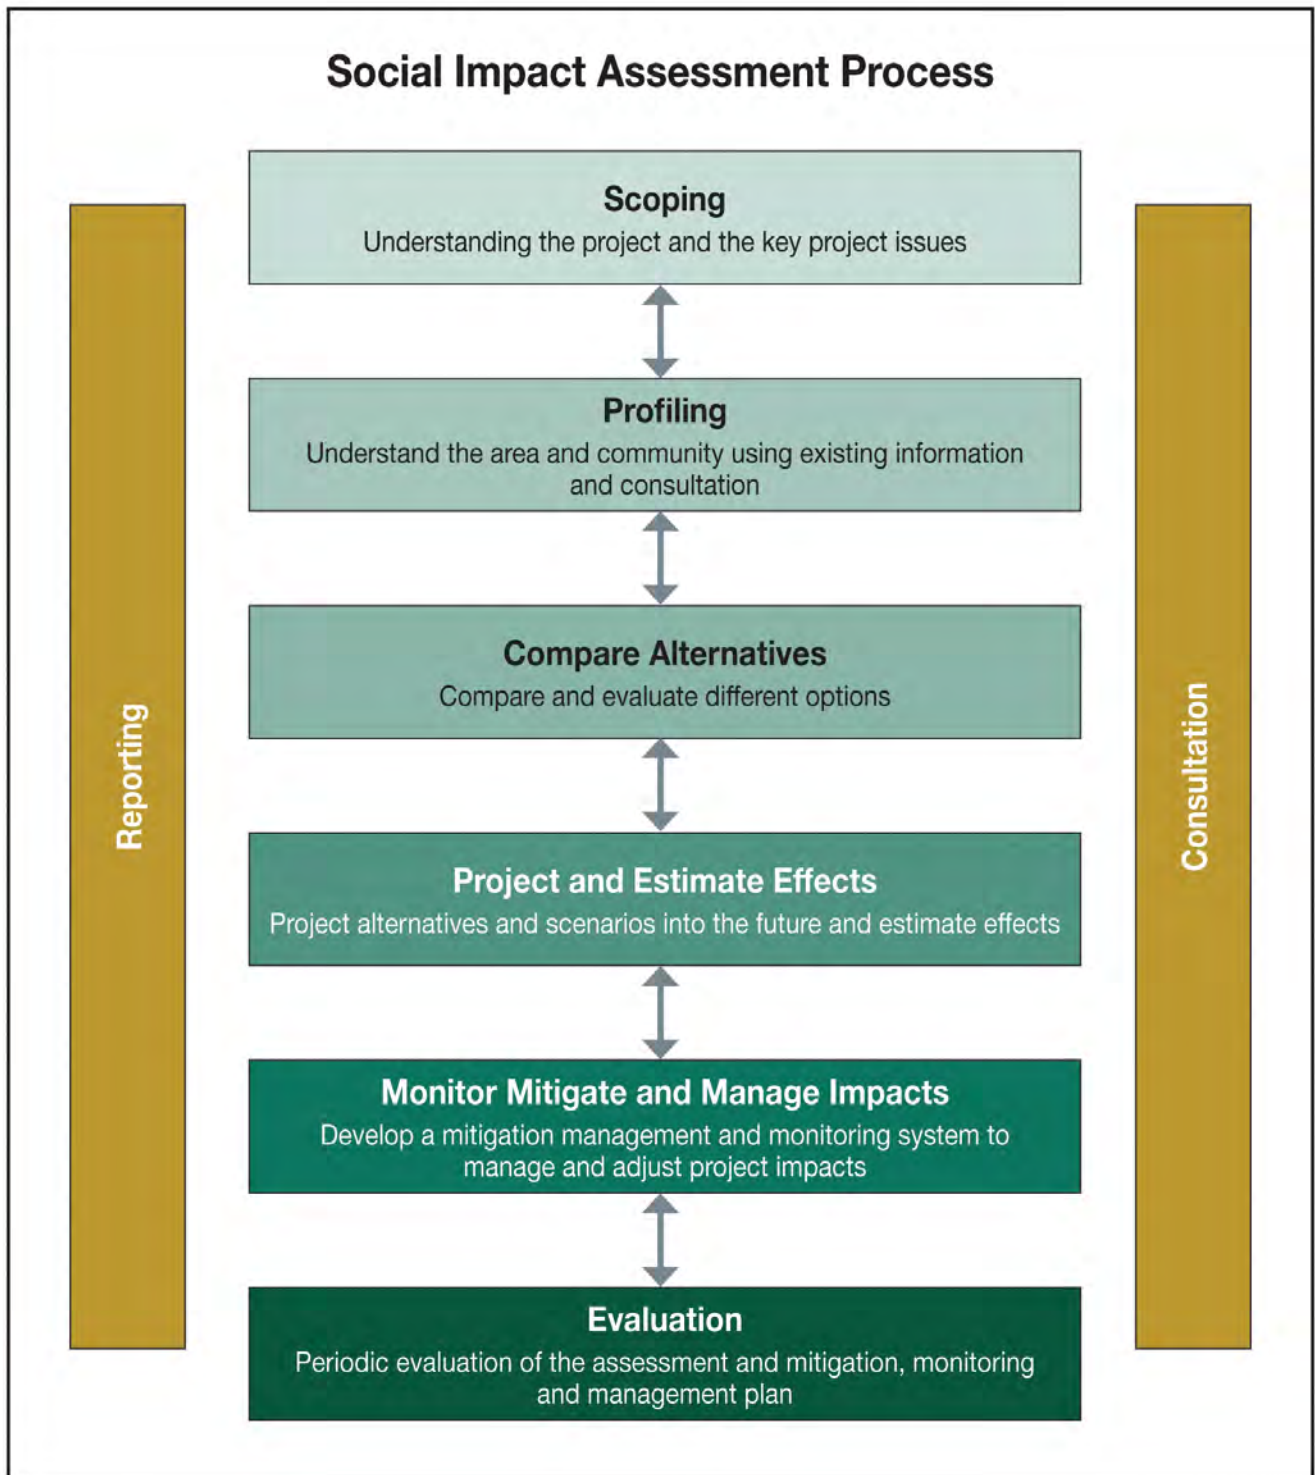 Social Impact Assessment Process
Scoping
Understanding the project and the key project issues
Profiling
Understand the area and community using existing information
and consultation
Compare Alternatives
Compare and evaluate different options
Project and Estimate Effects
Project alternatives and scenarios into the future and estimate effects
Monitor Mitigate and Manage Impacts
Develop a mitigation management and monitoring system to
manage and adjust project impacts
Evaluation
Periodic evaluation of the assessment and mitigation, monitoring
and management plan
Reporting
Consultation